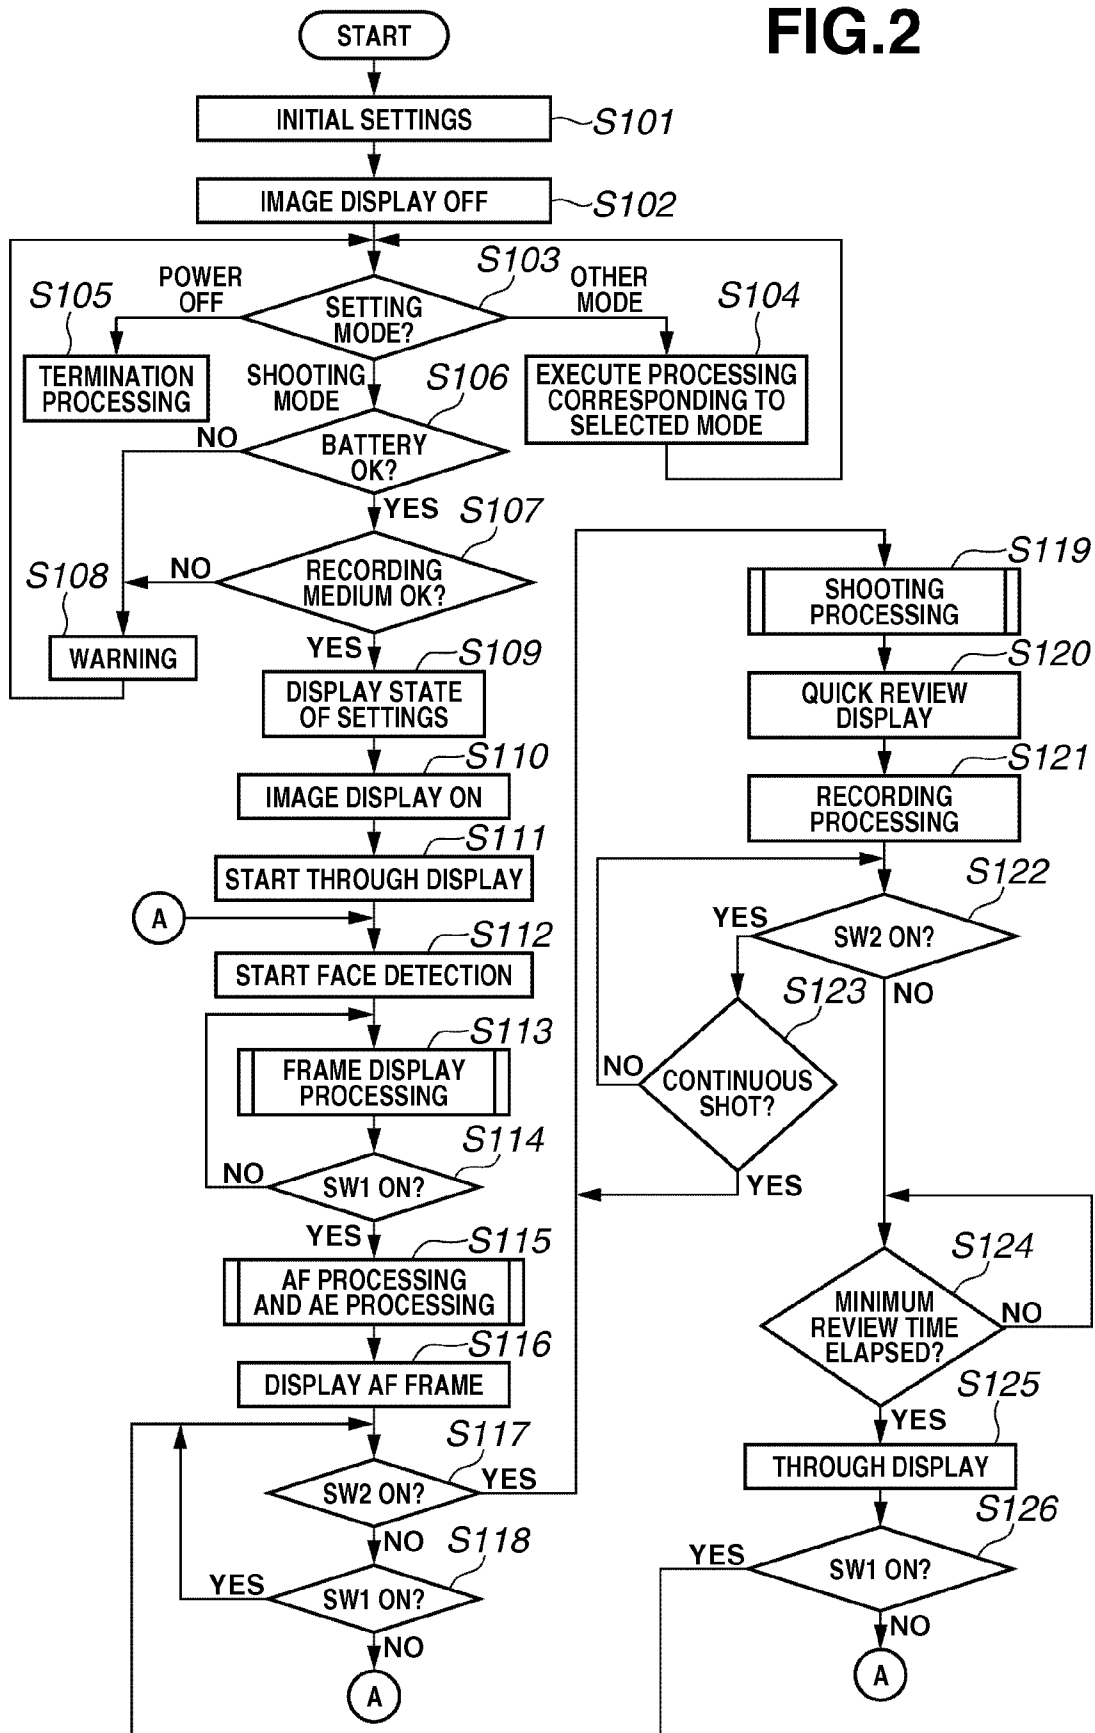 FIG.2
START
INITIAL SETTINGS
S101
IMAGE DISPLAY OFF
S102
S103
SETTING
MODE?
POWER
OFF
OTHER
MODE
S105
TERMINATION
PROCESSING
S104
EXECUTE PROCESSING
CORRESPONDING TO
SELECTED MODE
SHOOTING
MODE
S106
BATTERY
OK?
NO
YES
S107
RECORDING
MEDIUM OK?
NO
S108
WARNING
YES
S109
DISPLAY STATE
OF SETTINGS
S110
IMAGE DISPLAY ON
S111
START THROUGH DISPLAY
A
S112
START FACE DETECTION
S113
FRAME DISPLAY
PROCESSING
S114
SW1 ON?
NO
YES
S115
AF PROCESSING
AND AE PROCESSING
S116
DISPLAY AF FRAME
S117
SW2 ON?
YES
NO
S118
SW1 ON?
YES
NO
A
S119
SHOOTING
PROCESSING
S120
QUICK REVIEW
DISPLAY
S121
RECORDING
PROCESSING
S122
SW2 ON?
YES
NO
S123
CONTINUOUS
SHOT?
NO
YES
S124
MINIMUM
REVIEW TIME
ELAPSED?
NO
YES
S125
THROUGH DISPLAY
S126
SW1 ON?
YES
NO
A